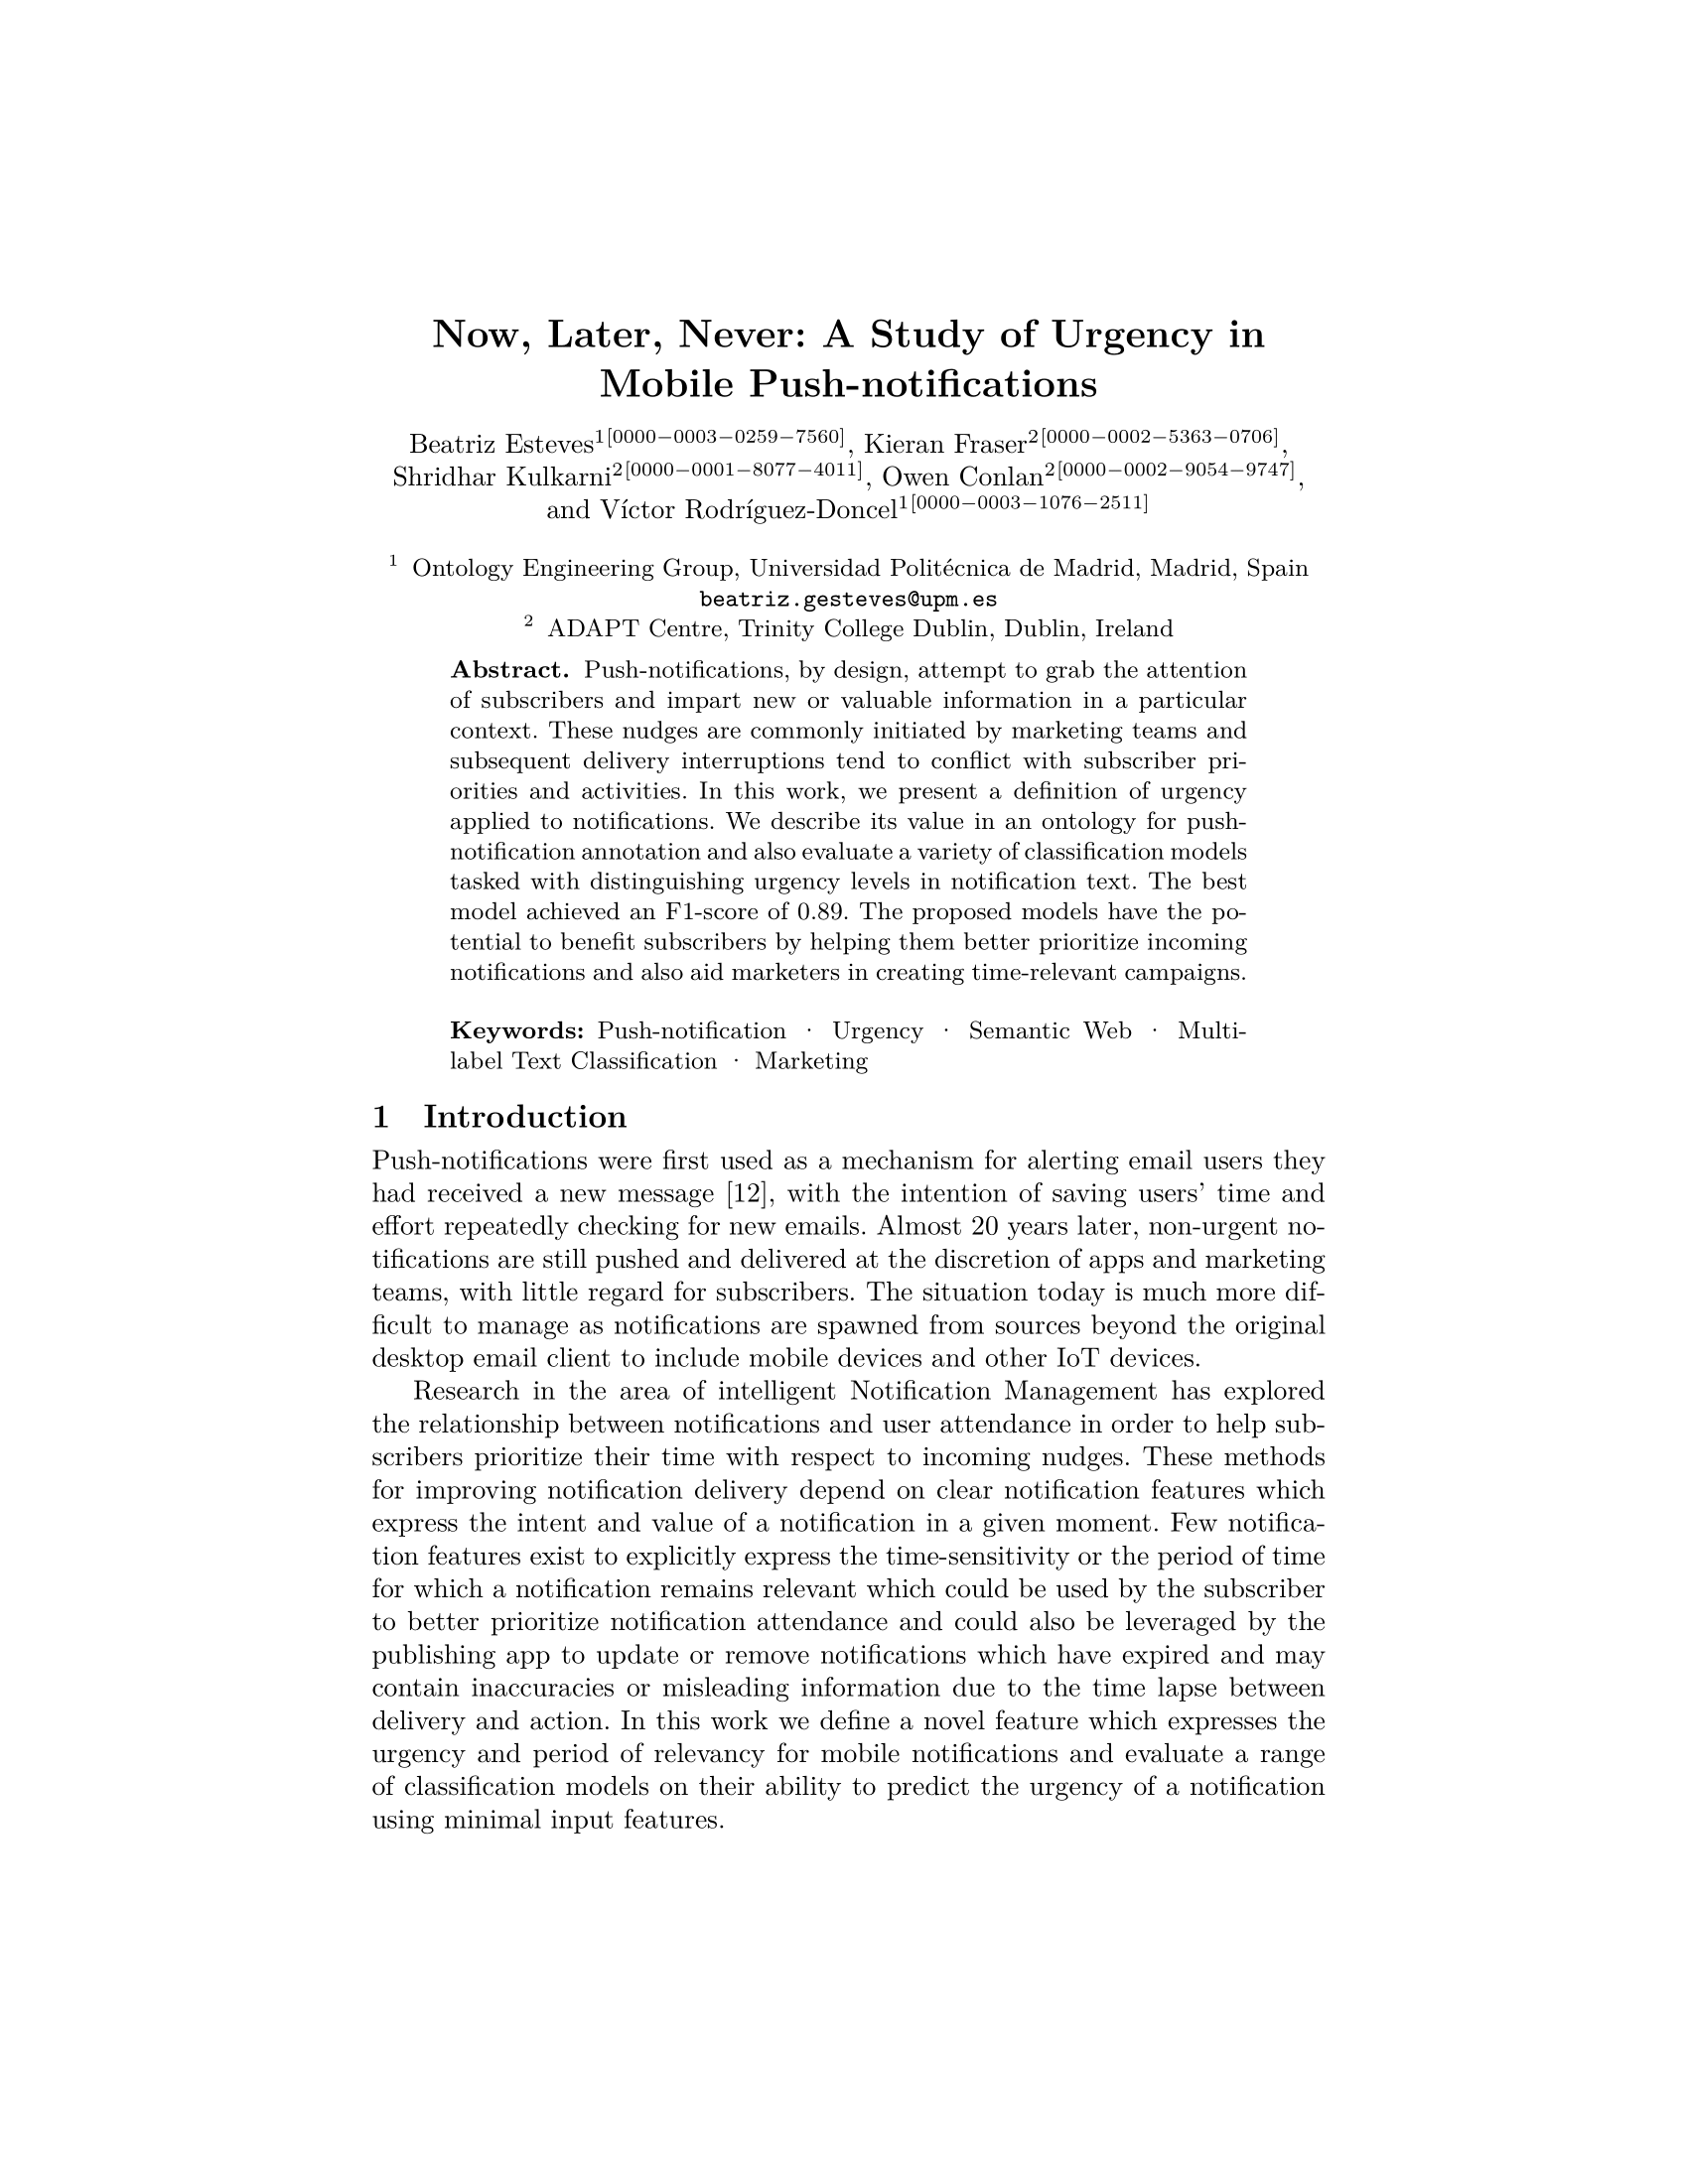 Now, Later, Never: A Study of Urgency in
Mobile Push-notifications
Beatriz Esteves1[0000−0003−0259−7560], Kieran Fraser2[0000−0002−5363−0706],
Shridhar Kulkarni2[0000−0001−8077−4011], Owen Conlan2[0000−0002−9054−9747],
and Víctor Rodríguez-Doncel1[0000−0003−1076−2511]
1 Ontology Engineering Group, Universidad Politécnica de Madrid, Madrid, Spain
beatriz.gesteves@upm.es
2 ADAPT Centre, Trinity College Dublin, Dublin, Ireland
Abstract. Push-notifications, by design, attempt to grab the attention
of subscribers and impart new or valuable information in a particular
context. These nudges are commonly initiated by marketing teams and
subsequent delivery interruptions tend to conflict with subscriber pri-
orities and activities. In this work, we present a definition of urgency
applied to notifications. We describe its value in an ontology for push-
notification annotation and also evaluate a variety of classification models
tasked with distinguishing urgency levels in notification text. The best
model achieved an F1-score of 0.89. The proposed models have the po-
tential to benefit subscribers by helping them better prioritize incoming
notifications and also aid marketers in creating time-relevant campaigns.
Keywords: Push-notification · Urgency · Semantic Web · Multi-
label Text Classification · Marketing
1 Introduction
Push-notifications were first used as a mechanism for alerting email users they
had received a new message [12], with the intention of saving users' time and
effort repeatedly checking for new emails. Almost 20 years later, non-urgent no-
tifications are still pushed and delivered at the discretion of apps and marketing
teams, with little regard for subscribers. The situation today is much more dif-
ficult to manage as notifications are spawned from sources beyond the original
desktop email client to include mobile devices and other IoT devices.
Research in the area of intelligent Notification Management has explored
the relationship between notifications and user attendance in order to help sub-
scribers prioritize their time with respect to incoming nudges. These methods
for improving notification delivery depend on clear notification features which
express the intent and value of a notification in a given moment. Few notifica-
tion features exist to explicitly express the time-sensitivity or the period of time
for which a notification remains relevant which could be used by the subscriber
to better prioritize notification attendance and could also be leveraged by the
publishing app to update or remove notifications which have expired and may
contain inaccuracies or misleading information due to the time lapse between
delivery and action. In this work we define a novel feature which expresses the
urgency and period of relevancy for mobile notifications and evaluate a range
of classification models on their ability to predict the urgency of a notification
using minimal input features.